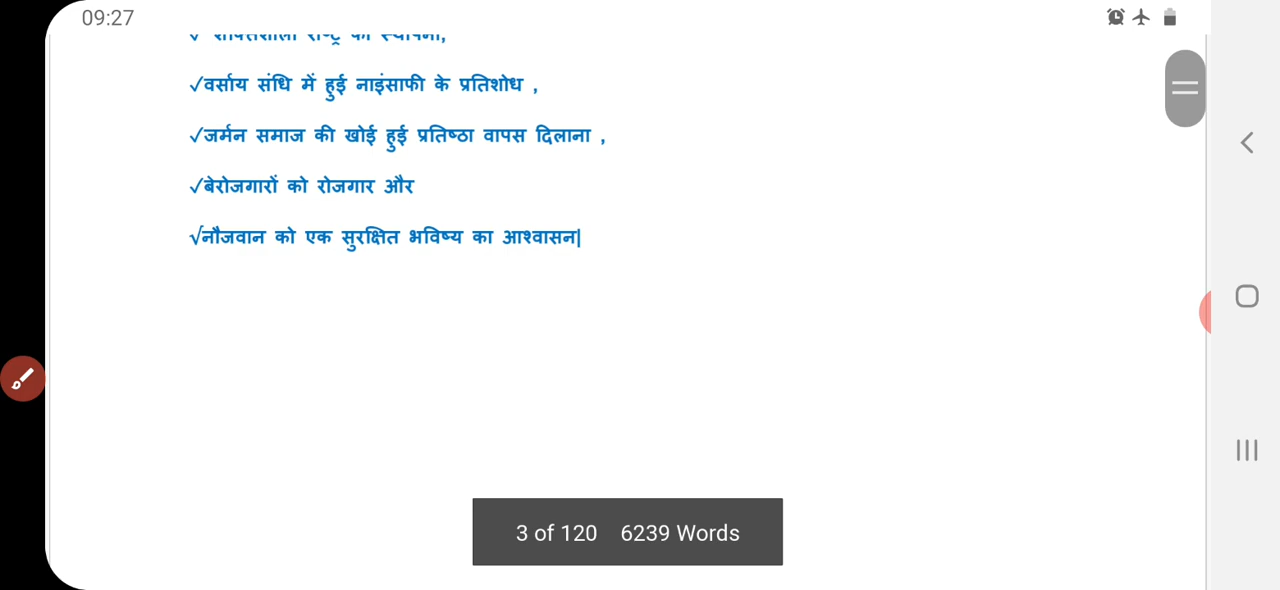 09:27
√वर्साय संधि में हुई नाइंसाफी के प्रतिशोध ,
√जर्मन समाज की खोई हुई प्रतिष्ठा वापस दिलाना ,
√बेरोजगारों को रोजगार और
√नौजवान को एक सुरक्षित भविष्य का आश्वासन|
3 of 120 6239 Words